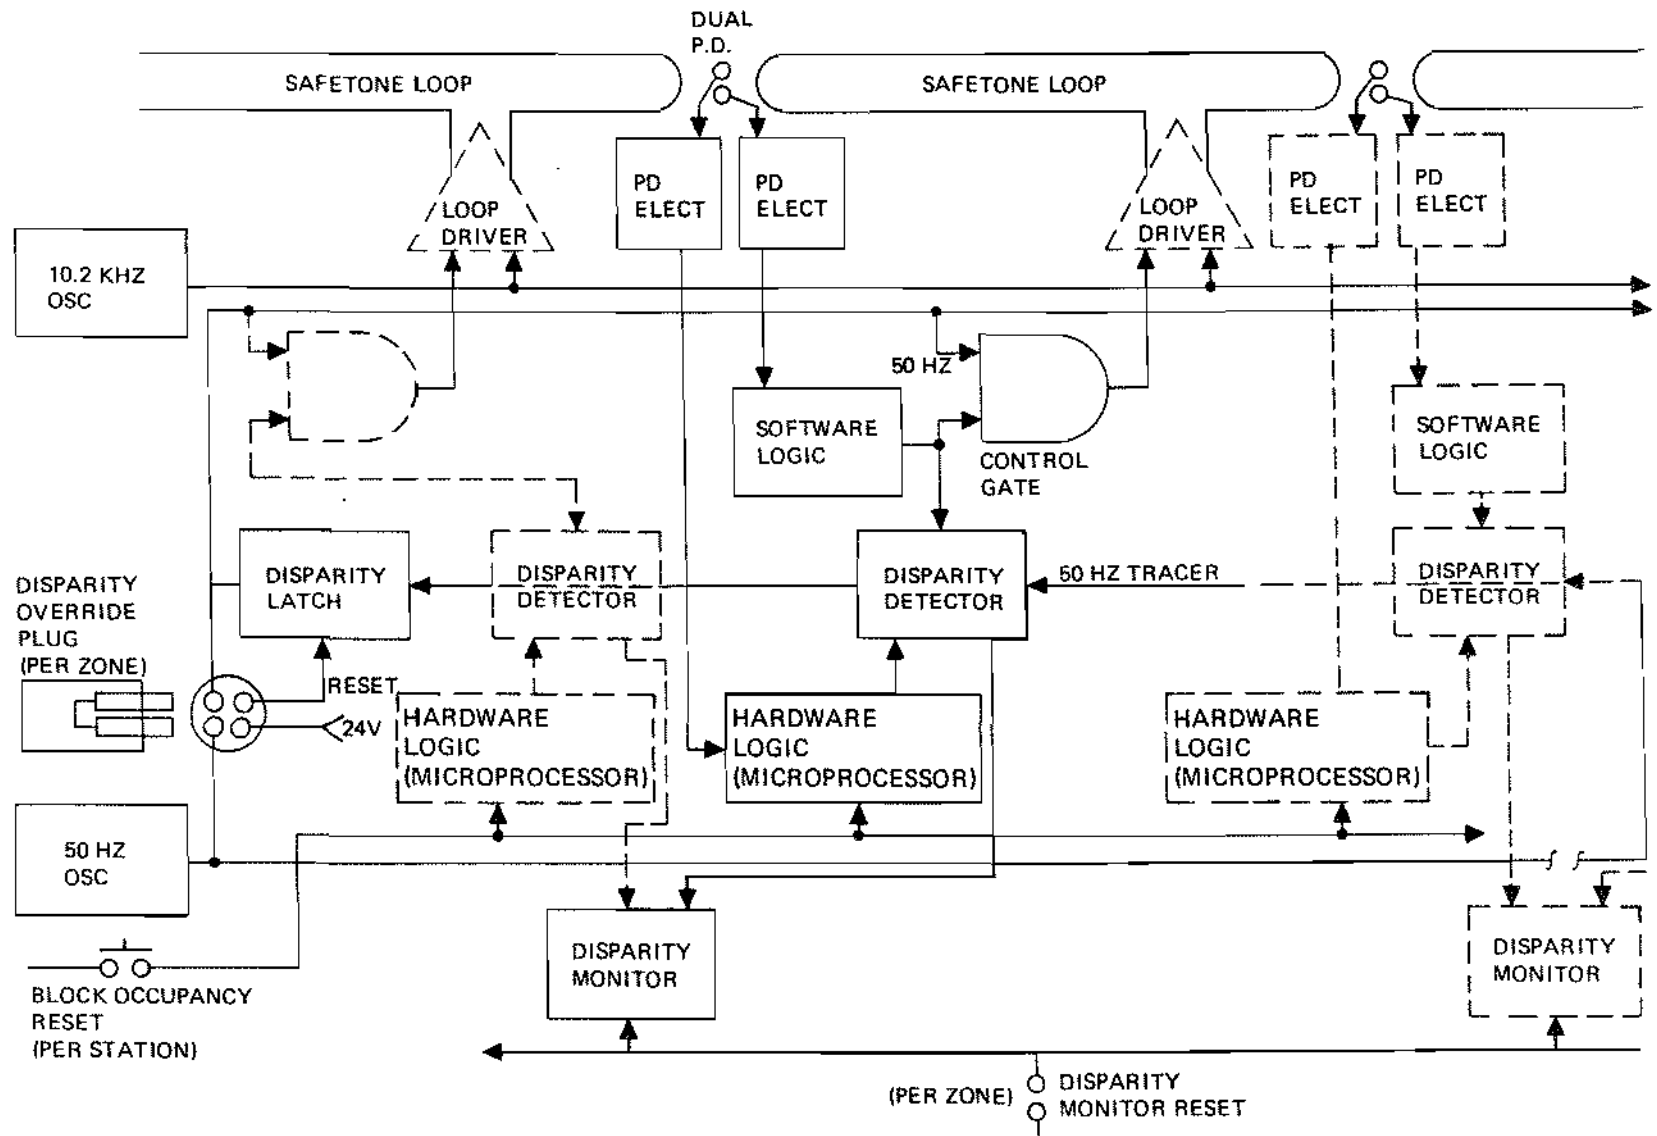 DUAL
P.D.
SAFETONE LOOP
SAFETONE LOOP
PD
ELECT
PD
ELECT
PD
ELECT
PD
ELECT
LOOP
DRIVER
LOOP
DRIVER
10.2 KHZ
OSC
50 HZ
SOFTWARE
LOGIC
CONTROL
GATE
SOFTWARE
LOGIC
DISPARITY
OVERRIDE
PLUG
(PER ZONE)
DISPARITY
LATCH
DISPARITY
DETECTOR
DISPARITY
DETECTOR
50 HZ TRACER
DISPARITY
DETECTOR
RESET
24V
HARDWARE
LOGIC
(MICROPROCESSOR)
HARDWARE
LOGIC
(MICROPROCESSOR)
HARDWARE
LOGIC
(MICROPROCESSOR)
50 HZ
OSC
DISPARITY
MONITOR
DISPARITY
MONITOR
BLOCK OCCUPANCY
RESET
(PER STATION)
(PER ZONE)
DISPARITY
MONITOR RESET